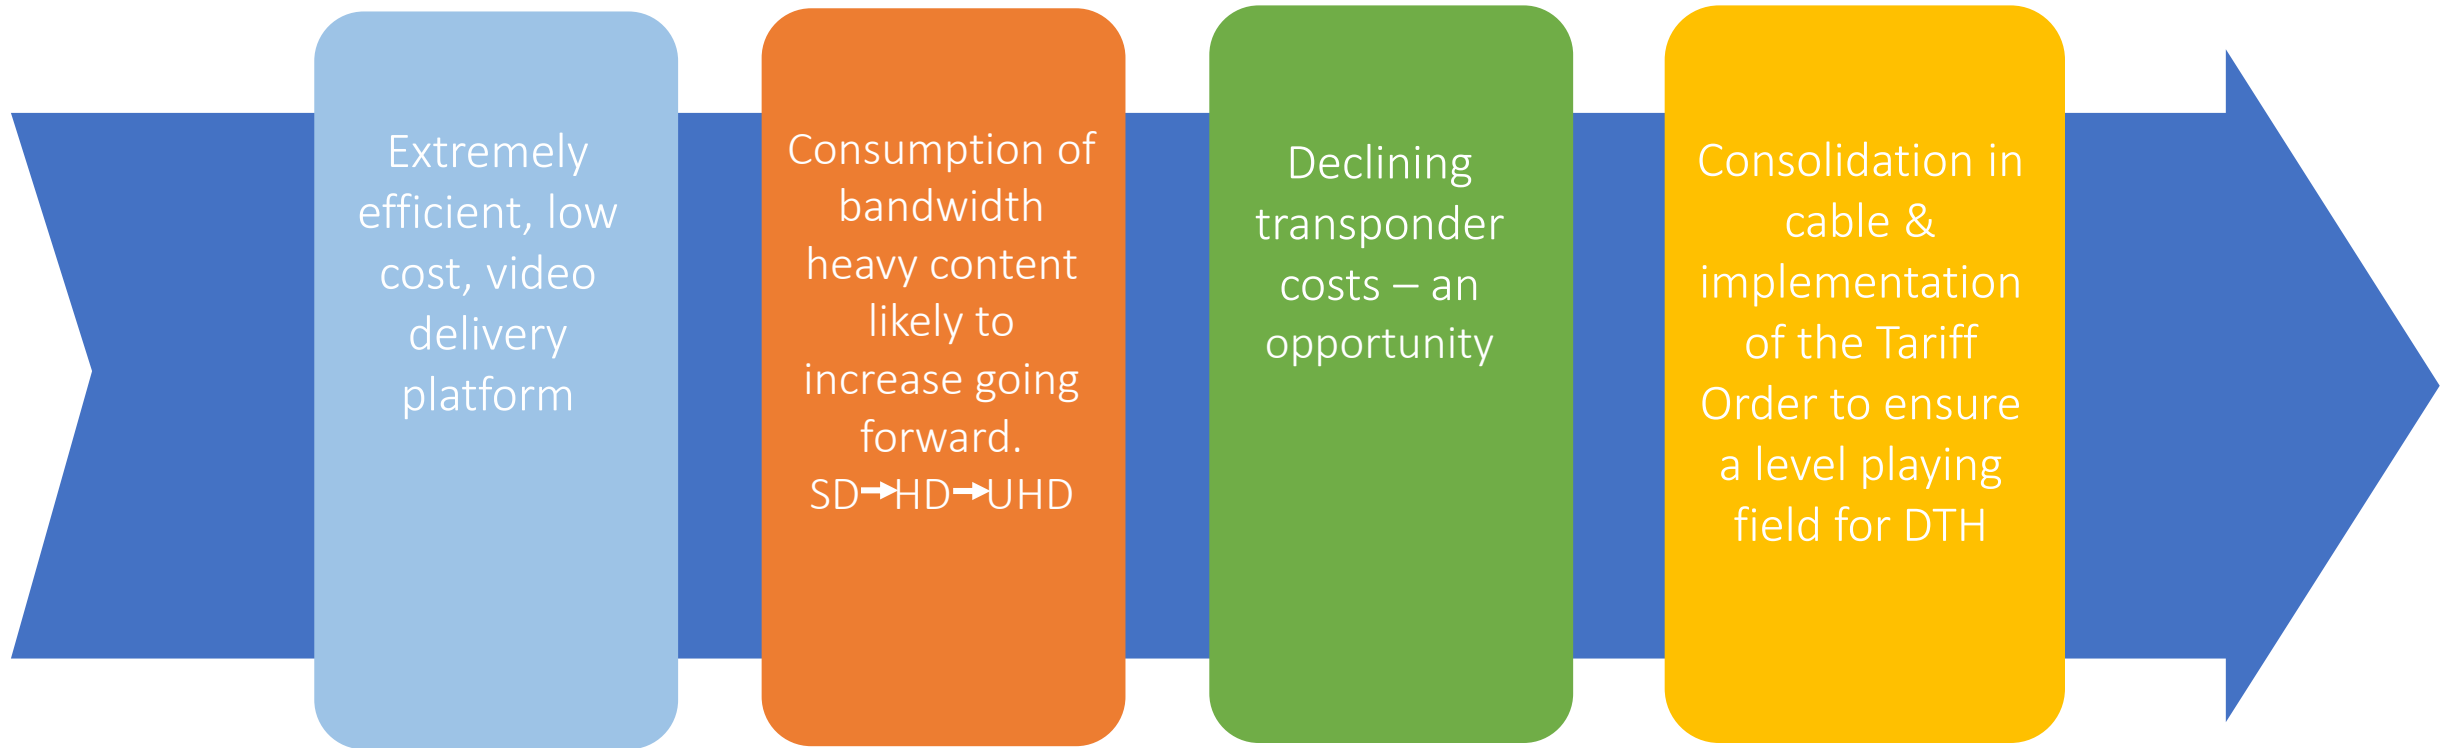 Extremely
efficient, low
cost, video
delivery
platform
Consumption of
bandwidth
heavy content
likely to
increase going
forward.
SD→HD→UHD
Declining
transponder
costs – an
opportunity
Consolidation in
cable &
implementation
of the Tariff
Order to ensure
a level playing
field for DTH